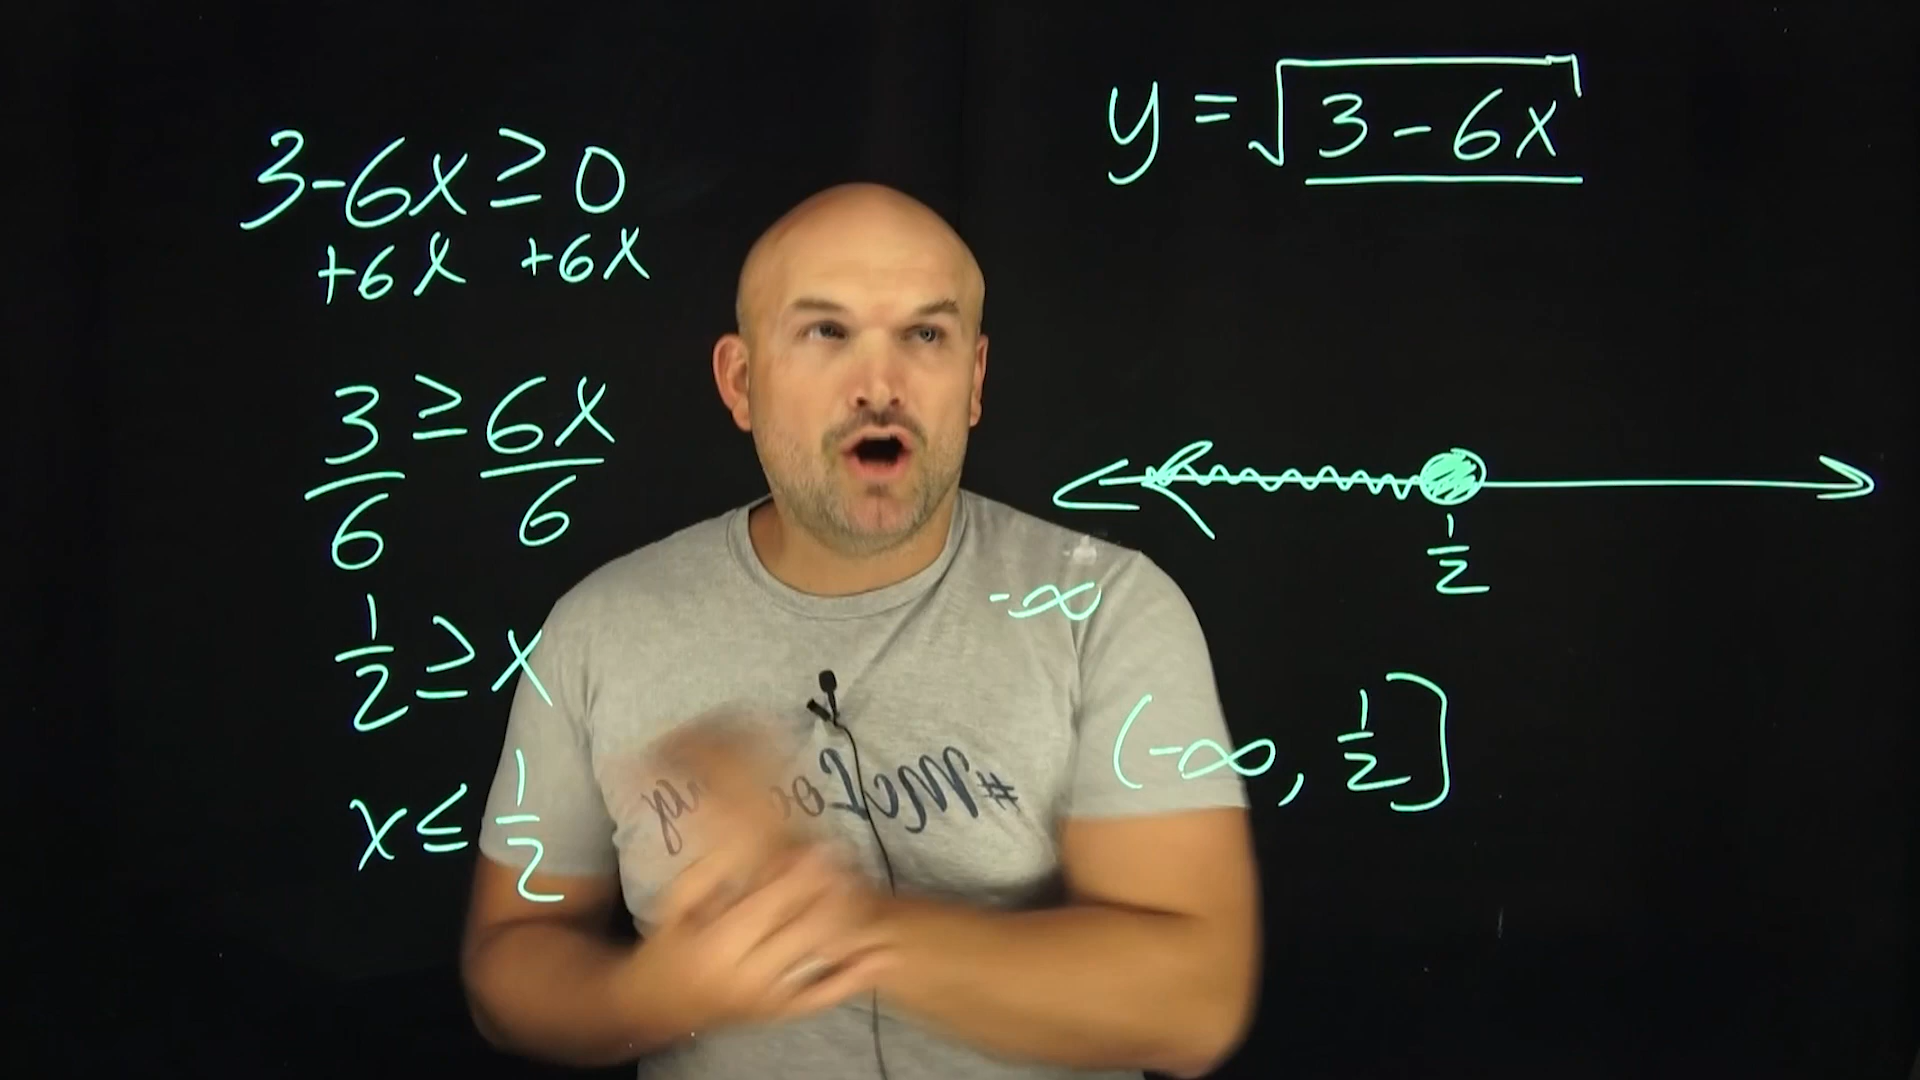 3-6x≥0
+6x +6x
3/6 ≥ 6x/6
1/2 ≥ x
x ≤ 1/2
y = √3-6x
1/2
-∞
(-∞, 1/2]